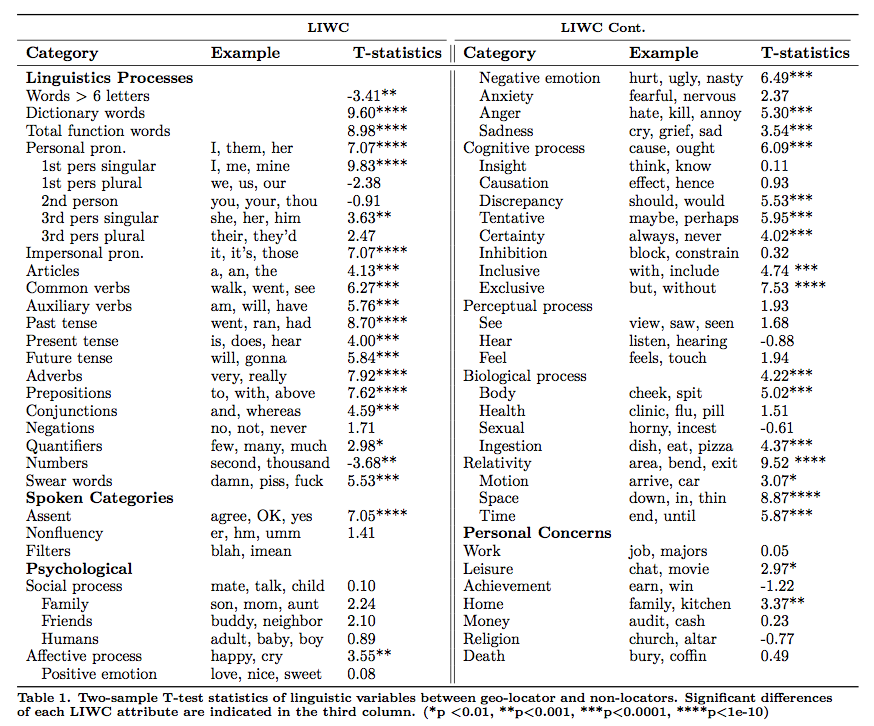 LIWC
Category Example T-statistics
Linguistics Processes
Words > 6 letters -3.41**
Dictionary words 9.60****
Total function words 8.98****
Personal pron. I, them, her 7.07****
1st pers singular I, me, mine 9.83****
1st pers plural we, us, our -2.38
2nd person you, your, thou -0.91
3rd pers singular she, her, him 3.63**
3rd pers plural their, they'd 2.47
Impersonal pron. it, it's, those 7.07****
Articles a, an, the 4.13***
Common verbs walk, went, see 6.27***
Auxiliary verbs am, will, have 5.76***
Past tense went, ran, had 8.70****
Present tense is, does, hear 4.00***
Future tense will, gonna 5.84***
Adverbs very, really 7.92****
Prepositions to, with, above 7.62****
Conjunctions and, whereas 4.59***
Negations no, not, never 1.71
Quantifiers few, many, much 2.98*
Numbers second, thousand -3.68**
Swear words damn, piss, fuck 5.53***
Spoken Categories
Assent agree, OK, yes 7.05****
Nonfluency er, hm, umm 1.41
Filters blah, imean
Psychological
Social process mate, talk, child 0.10
Family son, mom, aunt 2.24
Friends buddy, neighbor 2.10
Humans adult, baby, boy 0.89
Affective process happy, cry 3.55**
Positive emotion love, nice, sweet 0.08
LIWC Cont.
Category Example T-statistics
Negative emotion hurt, ugly, nasty 6.49***
Anxiety fearful, nervous 2.37
Anger hate, kill, annoy 5.30***
Sadness cry, grief, sad 3.54***
Cognitive process cause, ought 6.09***
Insight think, know 0.11
Causation effect, hence 0.93
Discrepancy should, would 5.53***
Tentative maybe, perhaps 5.95***
Certainty always, never 4.02***
Inhibition block, constrain 0.32
Inclusive with, include 4.74 ***
Exclusive but, without 7.53 ****
Perceptual process 1.93
See view, saw, seen 1.68
Hear listen, hearing -0.88
Feel feels, touch 1.94
Biological process 4.22***
Body cheek, spit 5.02***
Health clinic, flu, pill 1.51
Sexual horny, incest -0.61
Ingestion dish, eat, pizza 4.37***
Relativity area, bend, exit 9.52 ****
Motion arrive, car 3.07*
Space down, in, thin 8.87****
Time end, until 5.87***
Personal Concerns
Work job, majors 0.05
Leisure chat, movie 2.97*
Achievement earn, win -1.22
Home family, kitchen 3.37**
Money audit, cash 0.23
Religion church, altar -0.77
Death bury, coffin 0.49
Table 1. Two-sample T-test statistics of linguistic variables between geo-locator and non-locators. Significant differences
of each LIWC attribute are indicated in the third column. (*p <0.01, **p<0.001, ***p<0.0001, ****p<1e-10)